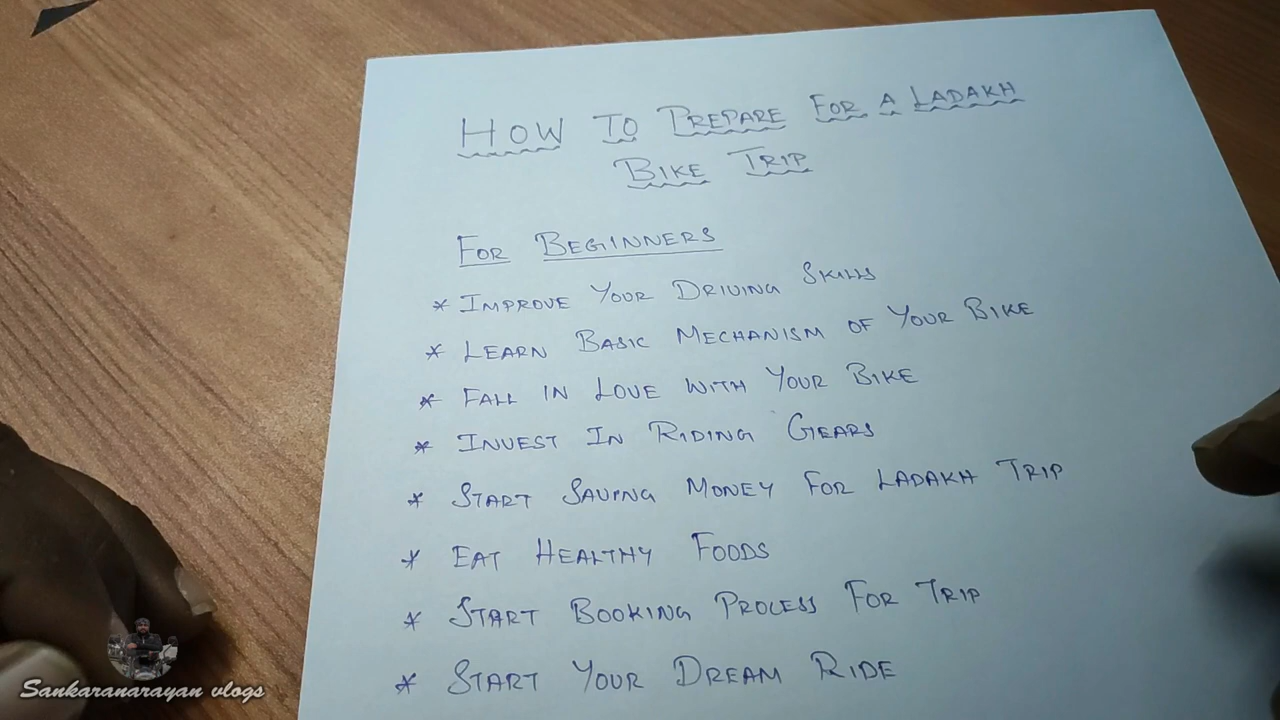 HOW TO PREPARE FOR A LADAKH
BIKE TRIP
FOR BEGINNERS
* IMPROVE YOUR DRIVING SKILLS
* LEARN BASIC MECHANISM OF YOUR BIKE
* FALL IN LOVE WITH YOUR BIKE
* INVEST IN RIDING GEARS
* START SAVING MONEY FOR LADAKH TRIP
* EAT HEALTHY FOODS
* START BOOKING PROCESS FOR TRIP
* START YOUR DREAM RIDE
Sankaranarayan vlogs